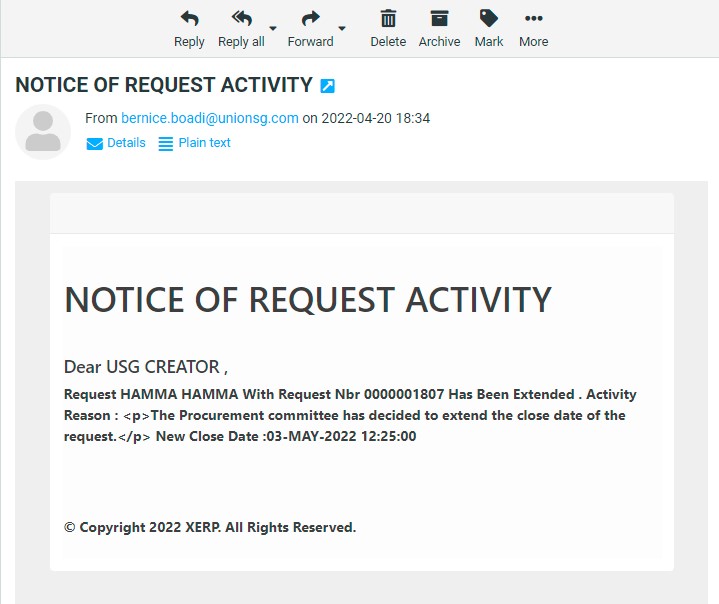 Reply Reply all Forward Delete Archive Mark More
NOTICE OF REQUEST ACTIVITY
From bernice.boadi@unionsg.com on 2022-04-20 18:34
Details Plain text
NOTICE OF REQUEST ACTIVITY
Dear USG CREATOR ,
Request HAMMA HAMMA With Request Nbr 0000001807 Has Been Extended . Activity
Reason : <p>The Procurement committee has decided to extend the close date of the
request.</p> New Close Date :03-MAY-2022 12:25:00
© Copyright 2022 XERP. All Rights Reserved.